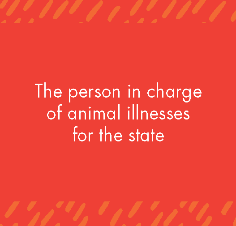 The person in charge
of animal illnesses
for the state